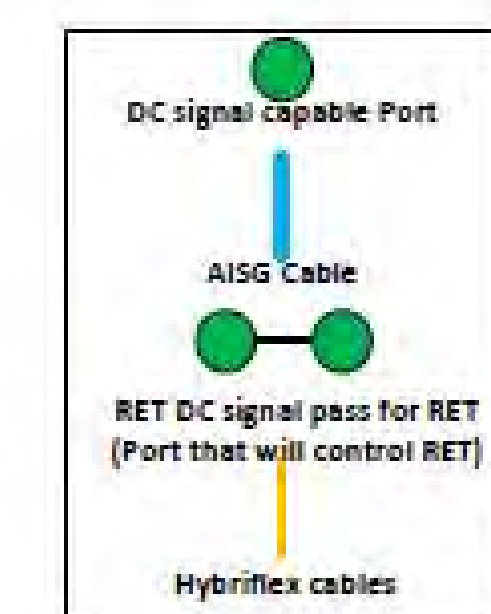 DC signal capable Port
AISG Cable
RET DC signal pass for RET
(Port that will control RET)
Hybriflex cables